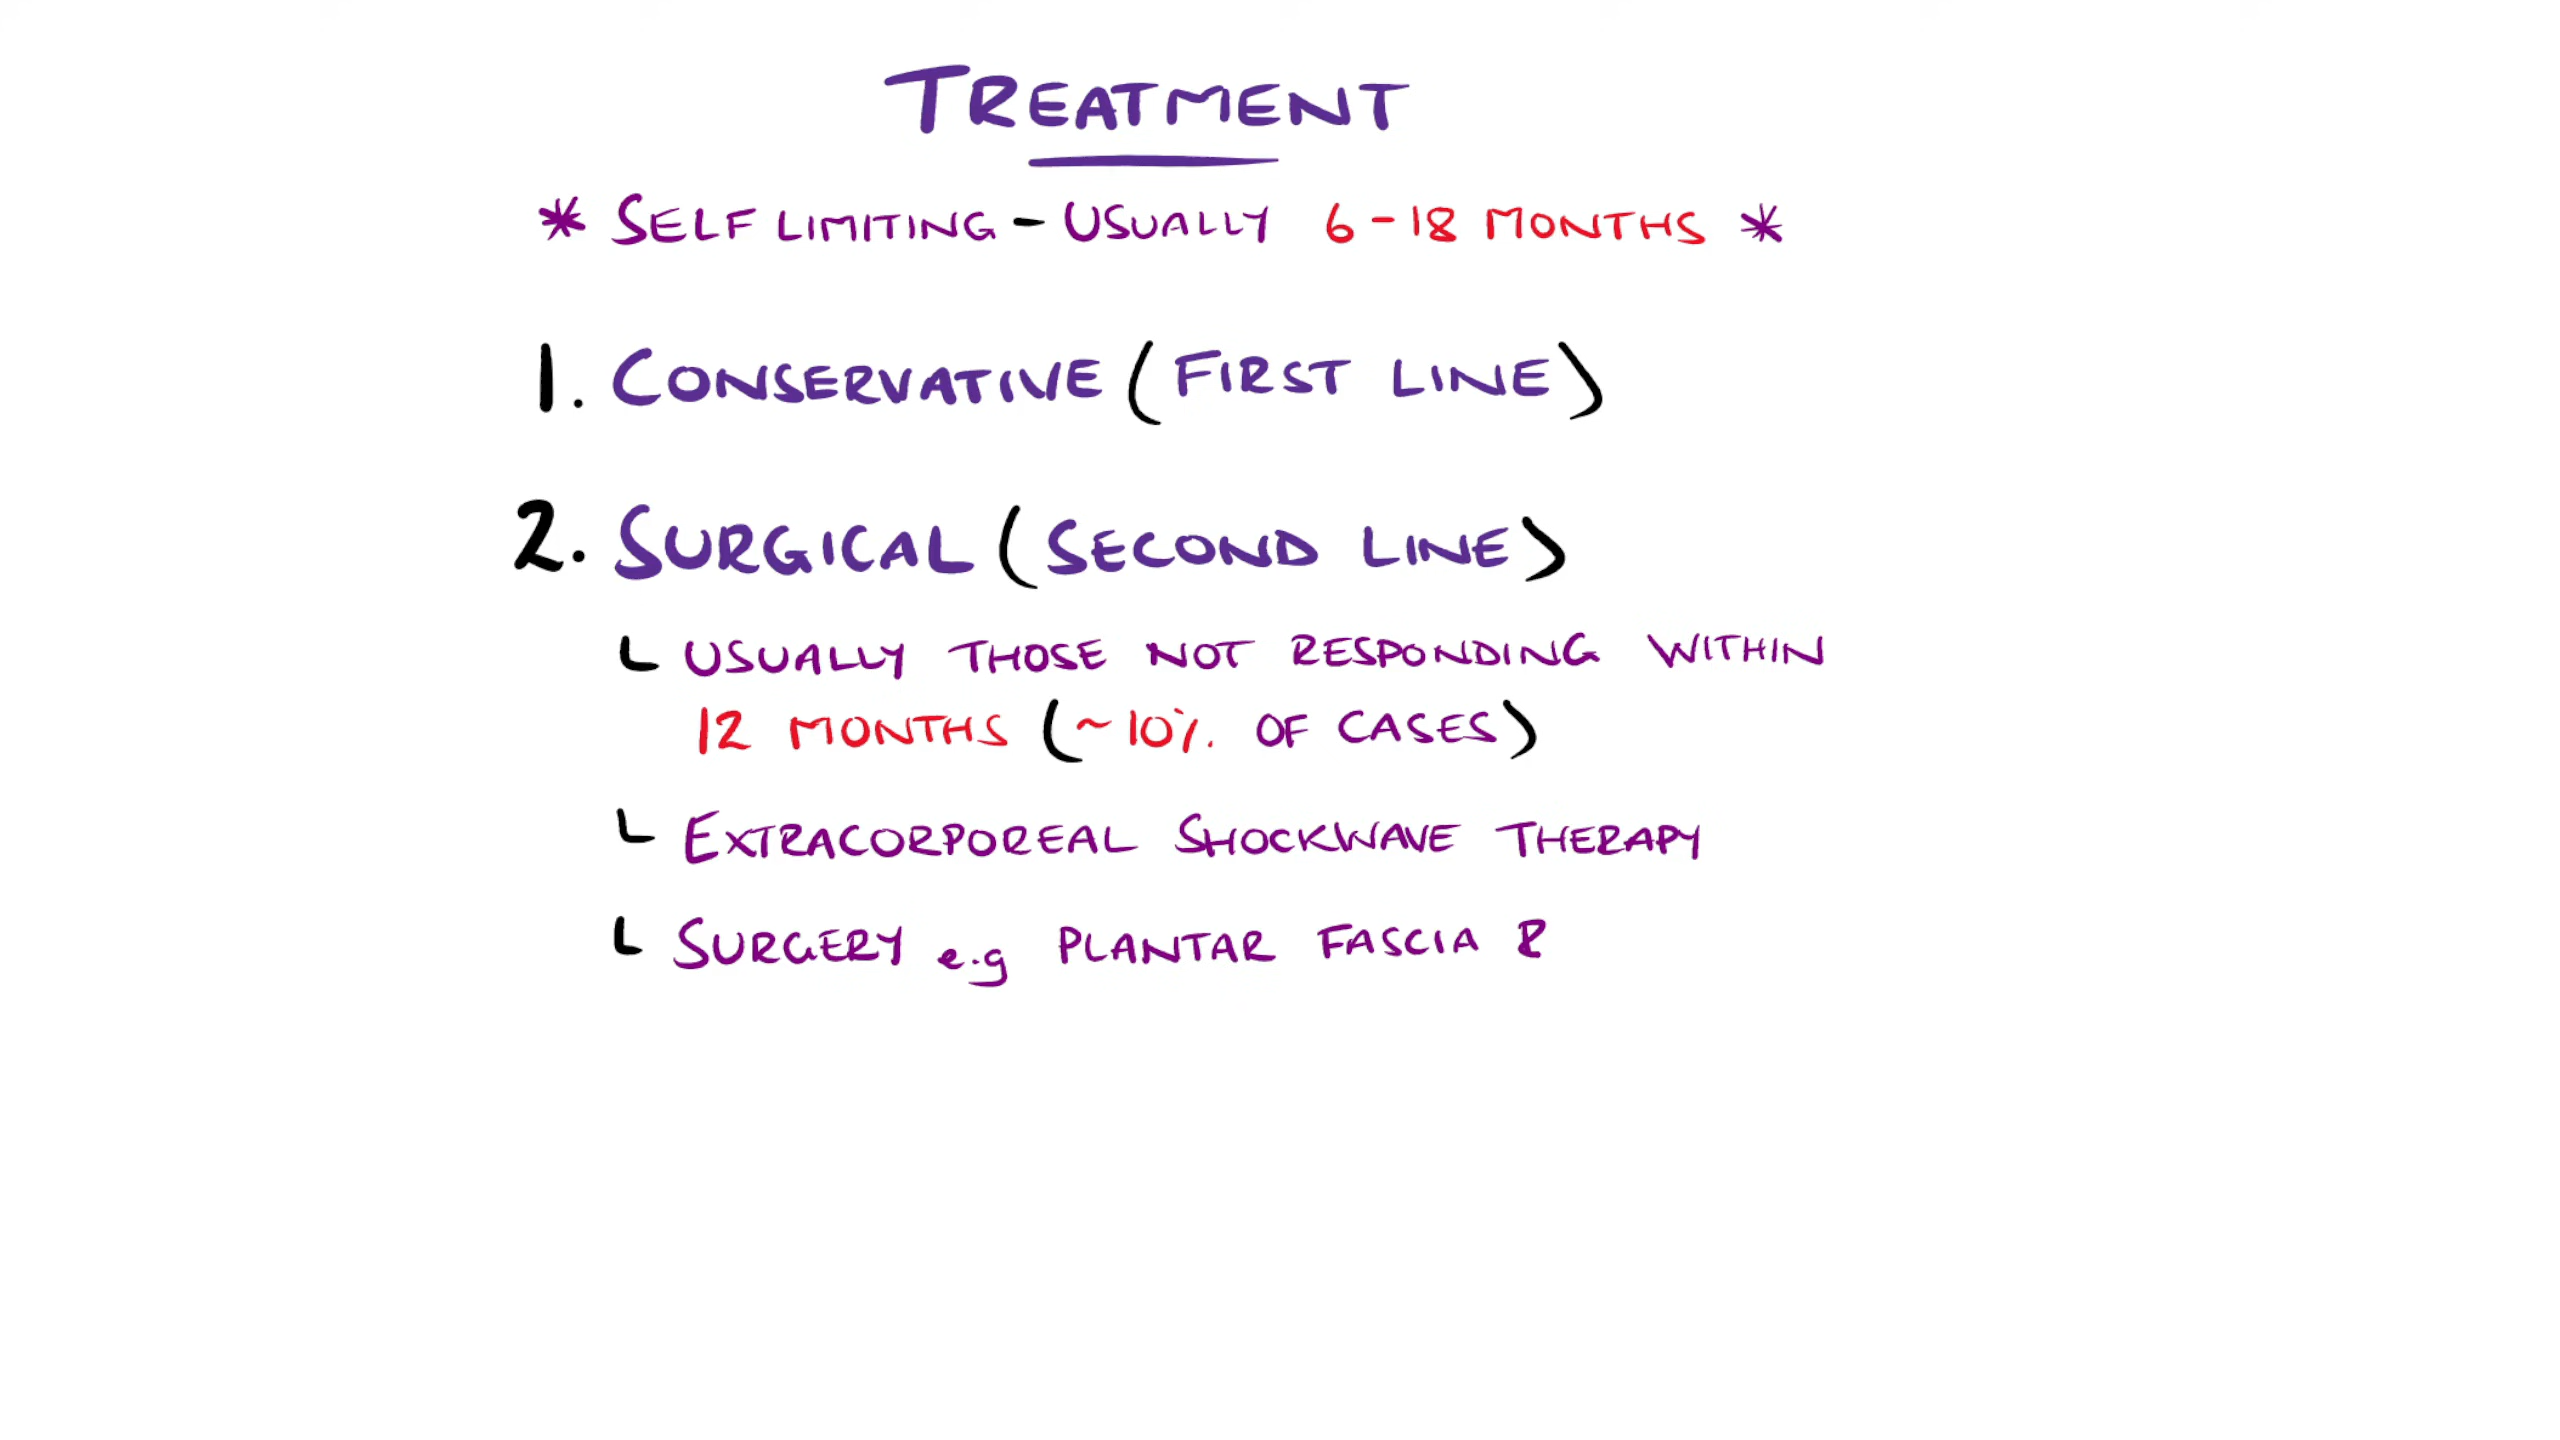 TREATMENT
* SELF LIMITING - USUALLY 6-18 MONTHS *
1. CONSERVATIVE (FIRST LINE)
2. SURGICAL (SECOND LINE)
USUALLY THOSE NOT RESPONDING WITHIN
12 MONTHS (~10% OF CASES)
EXTRACORPOREAL SHOCKWAVE THERAPY
SURGERY e.g PLANTAR FASCIA R